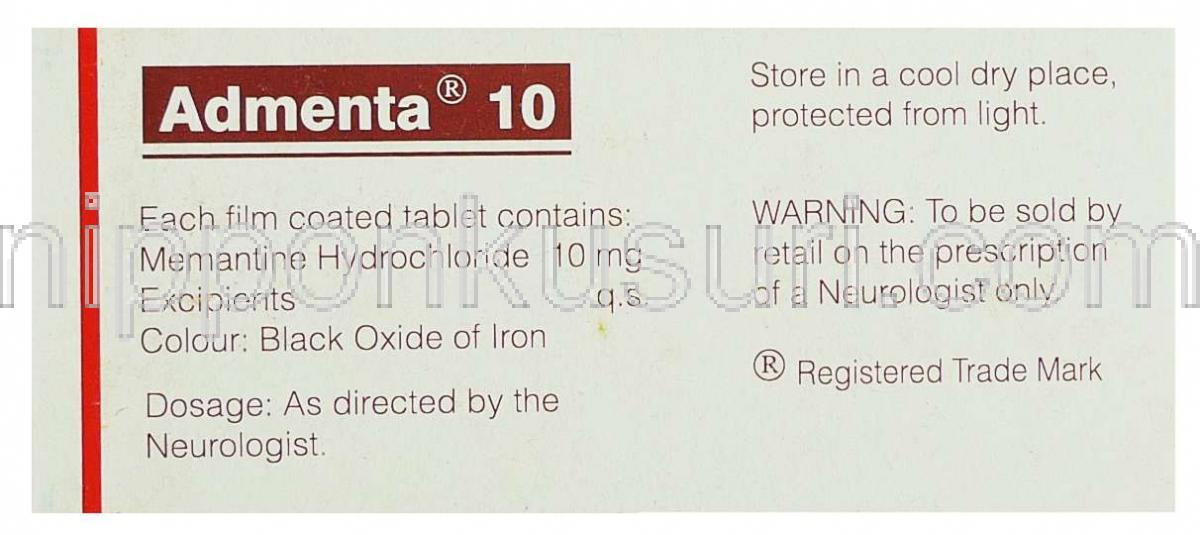 Admenta® 10
Each film coated tablet contains:
Memantine Hydrochloride 10 mg
Excipients q.s.
Colour: Black Oxide of Iron
Dosage: As directed by the
Neurologist.
Store in a cool dry place,
protected from light.
WARNING: To be sold by
retail on the prescription
of a Neurologist only
® Registered Trade Mark
nipponkusuri.com